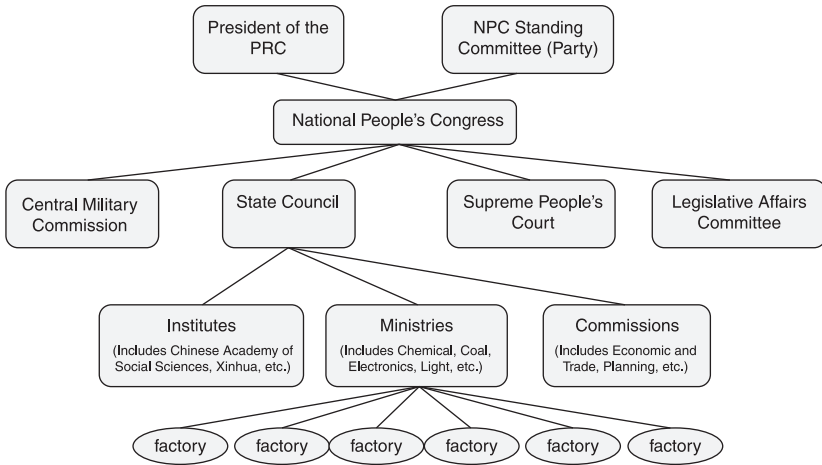 President of the
PRC
NPC Standing
Committee (Party)
National People's Congress
Central Military
Commission
State Council
Supreme People's
Court
Legislative Affairs
Committee
Institutes
(Includes Chinese Academy of
Social Sciences, Xinhua, etc.)
Ministries
(Includes Chemical, Coal,
Electronics, Light, etc.)
Commissions
(Includes Economic and
Trade, Planning, etc.)
factory
factory
factory
factory
factory
factory